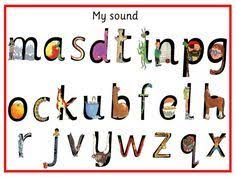 My sound
masdtinpg
ockubfelh
rjvywzqx